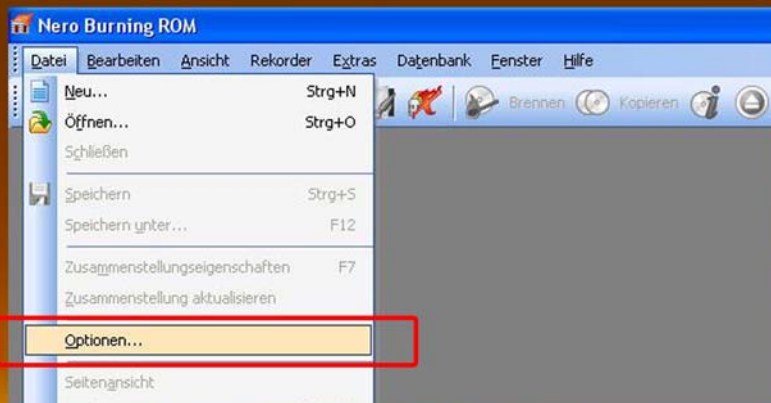 Nero Burning ROM
Datei Bearbeiten Ansicht Rekorder Extras Datenbank Fenster Hilfe
Brennen Kopieren
Neu... Strg+N
Öffnen... Strg+O
Schließen
Speichern Strg+S
Speichern unter... F12
Zusammenstellungseigenschaften F7
Zusammenstellung aktualisieren
Optionen...
Seitenansicht